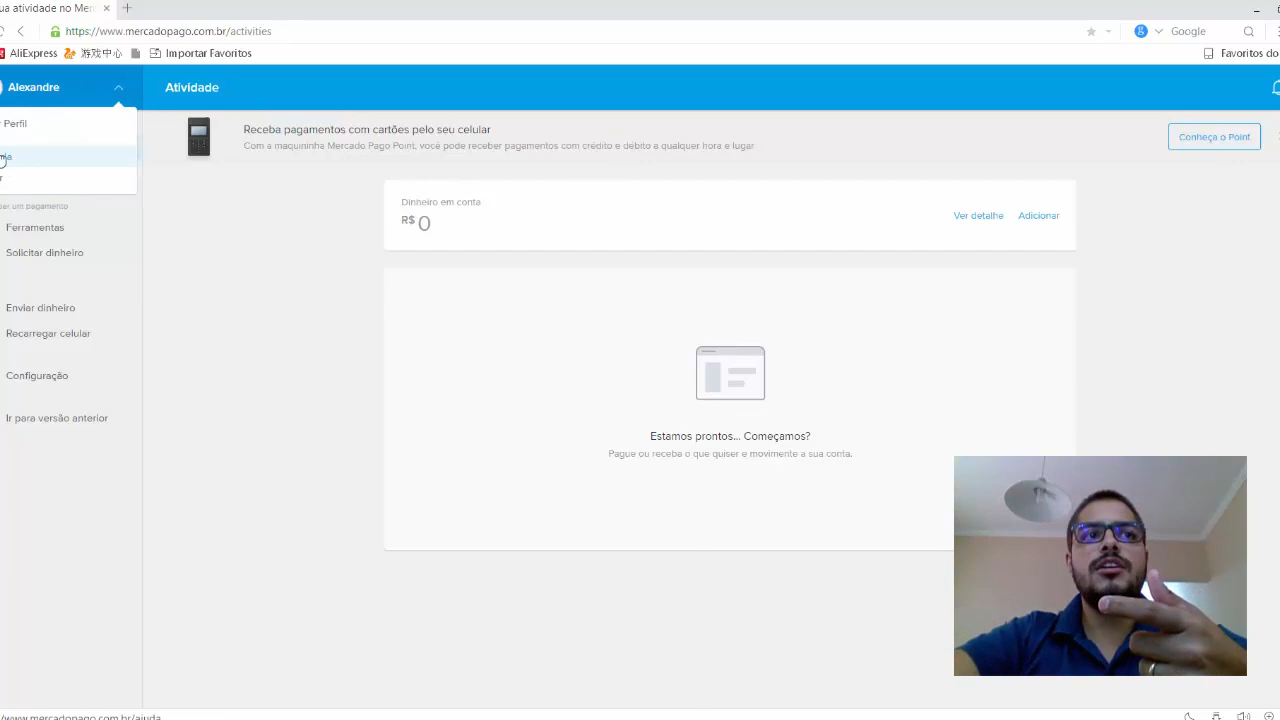 ua atividade no Merc
https://www.mercadopago.com.br/activities
Google
AliExpress 游戏中心 Importar Favoritos
Favoritos do
Alexandre
Atividade
Perfil
Receba pagamentos com cartões pelo seu celular
Com a maquininha Mercado Pago Point, você pode receber pagamentos com crédito e débito a qualquer hora e lugar
Conheça o Point
r
ser um pagamento
Ferramentas
Solicitar dinheiro
Enviar dinheiro
Recarregar celular
Configuração
Ir para versão anterior
Dinheiro em conta
R$ 0
Ver detalhe
Adicionar
Estamos prontos... Começamos?
Pague ou receba o que quiser e movimente a sua conta.
/www.mercadopago.com.br/ajuda